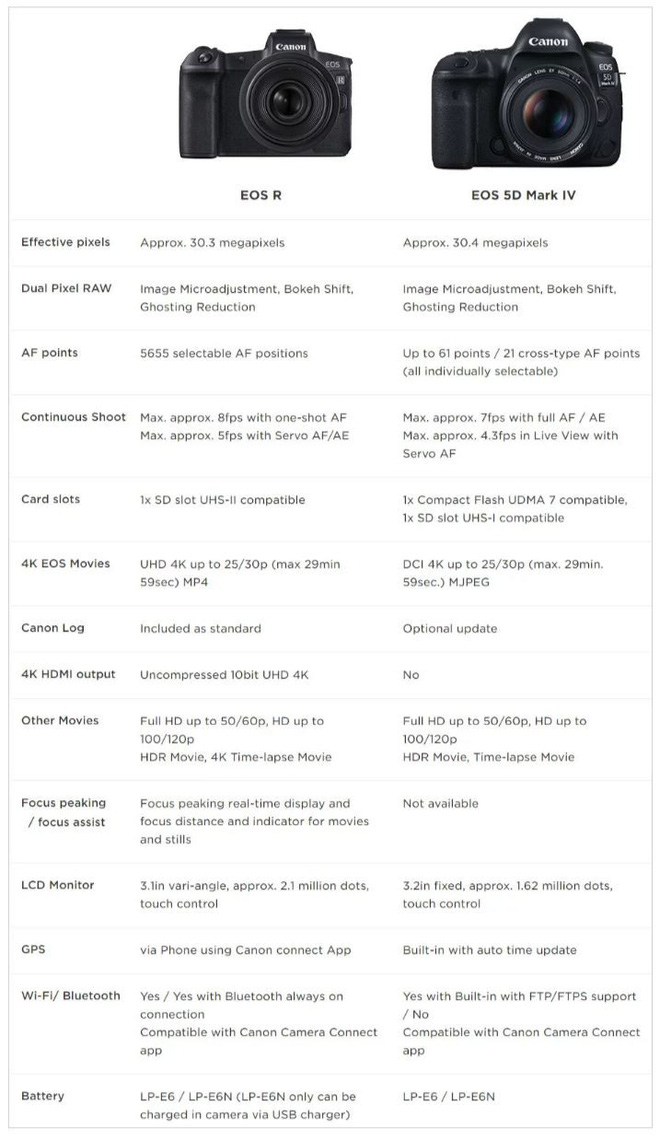 Canon
EOS
R
Canon
EOS
5D
Mark IV
EOS R
EOS 5D Mark IV
Effective pixels
Approx. 30.3 megapixels
Approx. 30.4 megapixels
Dual Pixel RAW
Image Microadjustment, Bokeh Shift,
Ghosting Reduction
Image Microadjustment, Bokeh Shift,
Ghosting Reduction
AF points
5655 selectable AF positions
Up to 61 points / 21 cross-type AF points
(all individually selectable)
Continuous Shoot
Max. approx. 8fps with one-shot AF
Max. approx. 5fps with Servo AF/AE
Max. approx. 7fps with full AF / AE
Max. approx. 4.3fps in Live View with
Servo AF
Card slots
1x SD slot UHS-II compatible
1x Compact Flash UDMA 7 compatible,
1x SD slot UHS-I compatible
4K EOS Movies
UHD 4K up to 25/30p (max 29min
59sec) MP4
DCI 4K up to 25/30p (max. 29min.
59sec.) MJPEG
Canon Log
Included as standard
Optional update
4K HDMI output
Uncompressed 10bit UHD 4K
No
Other Movies
Full HD up to 50/60p, HD up to
100/120p
HDR Movie, 4K Time-lapse Movie
Full HD up to 50/60p, HD up to
100/120p
HDR Movie, Time-lapse Movie
Focus peaking
/ focus assist
Focus peaking real-time display and
focus distance and indicator for movies
and stills
Not available
LCD Monitor
3.1in vari-angle, approx. 2.1 million dots,
touch control
3.2in fixed, approx. 1.62 million dots,
touch control
GPS
via Phone using Canon connect App
Built-in with auto time update
Wi-Fi/ Bluetooth
Yes / Yes with Bluetooth always on
connection
Compatible with Canon Camera Connect
app
Yes with Built-in with FTP/FTPS support
/ No
Compatible with Canon Camera Connect
app
Battery
LP-E6 / LP-E6N (LP-E6N only can be
charged in camera via USB charger)
LP-E6 / LP-E6N